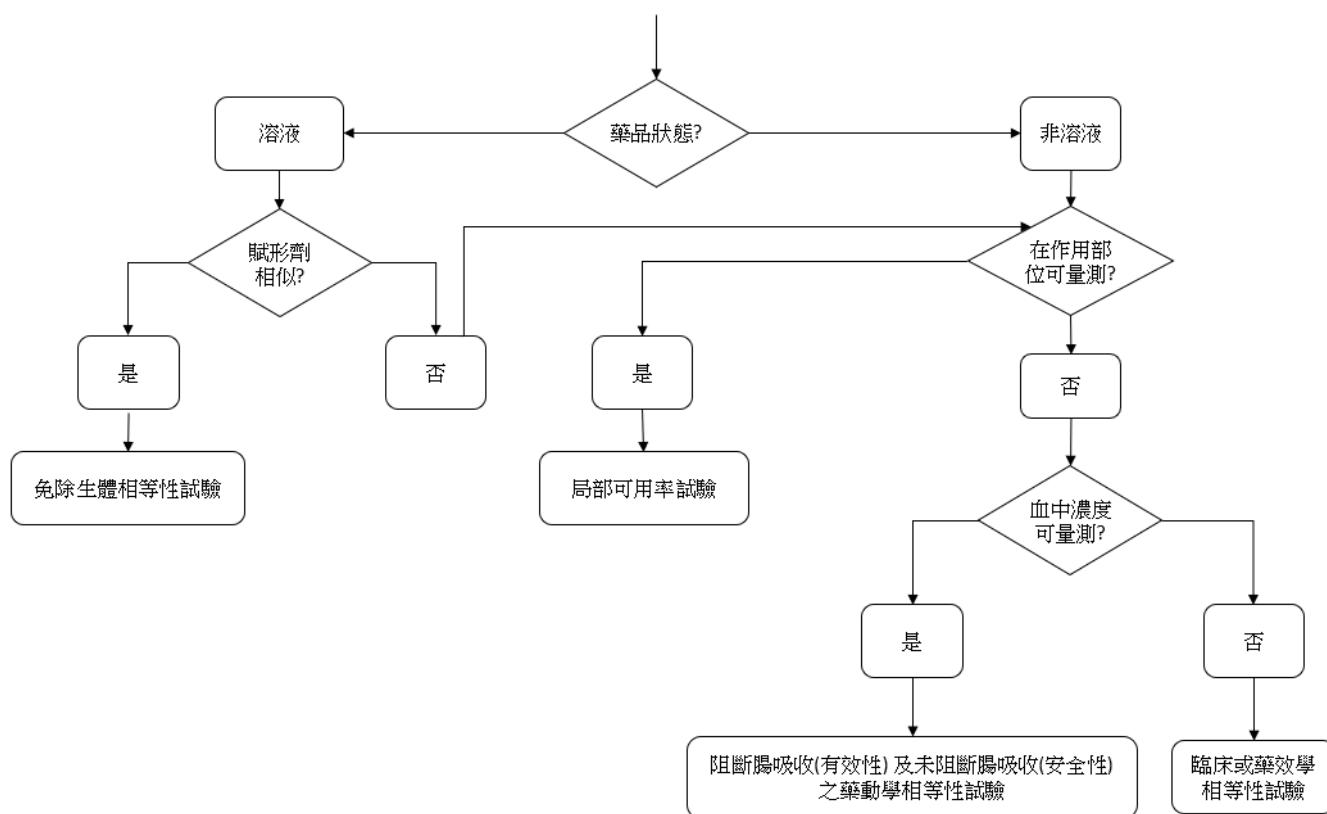 藥品狀態?
溶液
非溶液
賦形劑
相似?
在作用部
位可量測?
是
否
是
否
免除生體相等性試驗
局部可用率試驗
血中濃度
可量測?
是
否
阻斷腸吸收(有效性) 及未阻斷腸吸收(安全性)
之藥動學相等性試驗
臨床或藥效學
相等性試驗